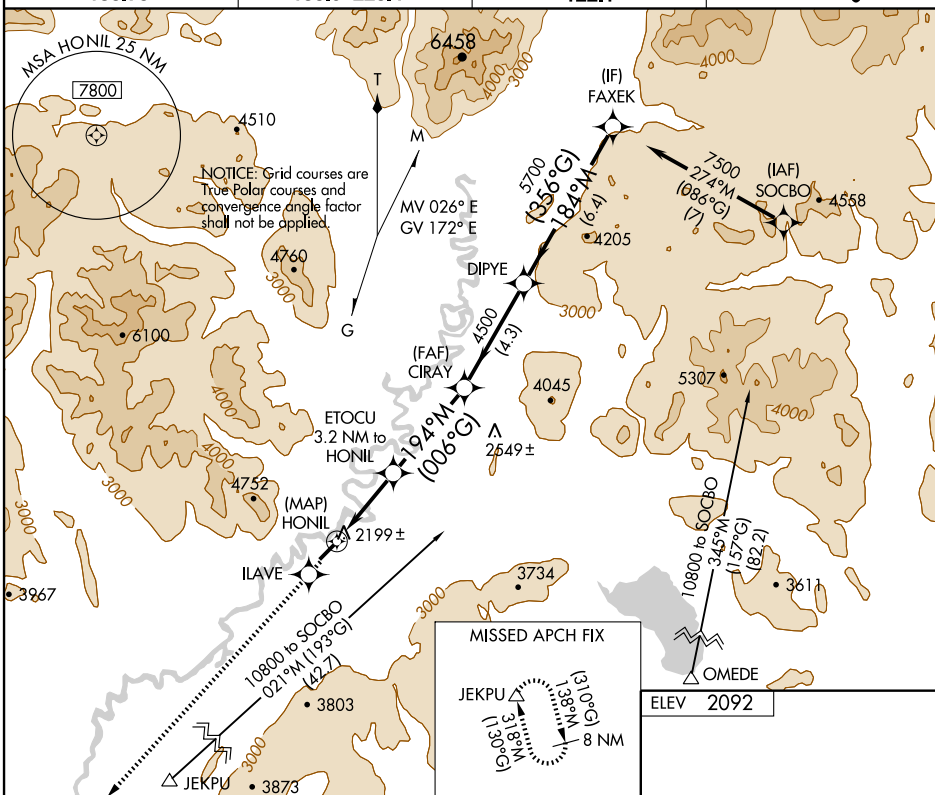 MSA HONIL 25 NM
7800
4510
NOTICE: Grid courses are
True Polar courses and
convergence angle factor
shall not be applied.
T
M
MV 026° E
GV 172° E
G
6458
4000
3000
4000
(IF)
FAXEK
5700
(356°G)
184°M
(6.4)
7500
274°M
(086°G)
(7)
(IAF)
SOCBO
4558
4205
3000
DIPYE
4500
(4.3)
4760
3000
6100
(FAF)
CIRAY
4045
5307
4000
ETOCU
3.2 NM to
HONIL
194°M
(006°G)
2549 ±
4000
4000
3000
3000
4752
(MAP)
HONIL
2199 ±
ILAVE
3967
3734
3000
3611
10800 to SOCBO
021°M (193°G)
(42.7)
10800 to SOCBO
345°M
(157°G)
(82.2)
OMEDE
3803
3000
JEKPU
3873
MISSED APCH FIX
JEKPU
(310°G)
138°M
318°M
(130°G)
8 NM
ELEV 2092